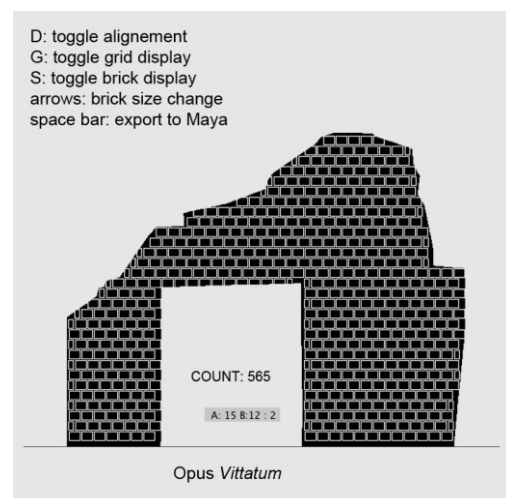 D: toggle alignement
G: toggle grid display
S: toggle brick display
arrows: brick size change
space bar: export to Maya
COUNT: 565
A: 15 B:12 : 2
Opus Vittatum